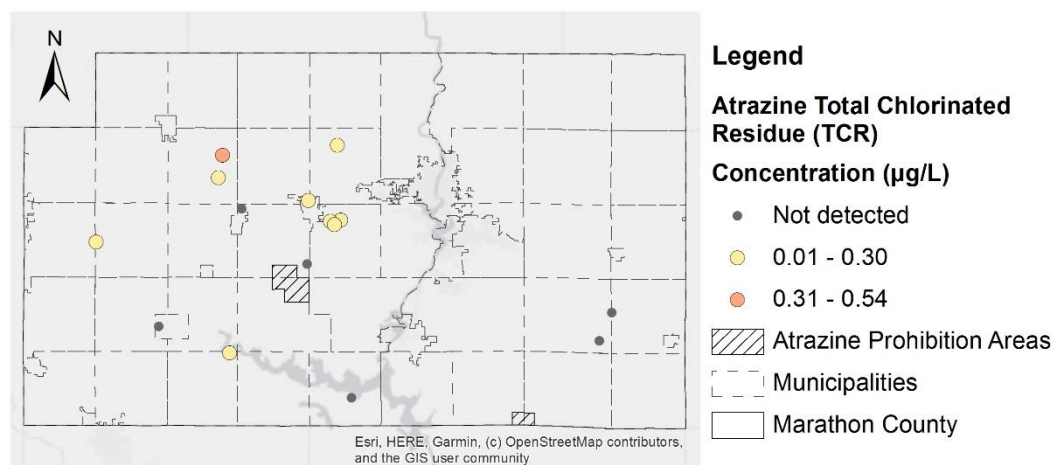 N
Esri, HERE, Garmin, (c) OpenStreetMap contributors,
and the GIS user community
Legend
Atrazine Total Chlorinated
Residue (TCR)
Concentration (µg/L)
Not detected
0.01 - 0.30
0.31 - 0.54
Atrazine Prohibition Areas
Municipalities
Marathon County